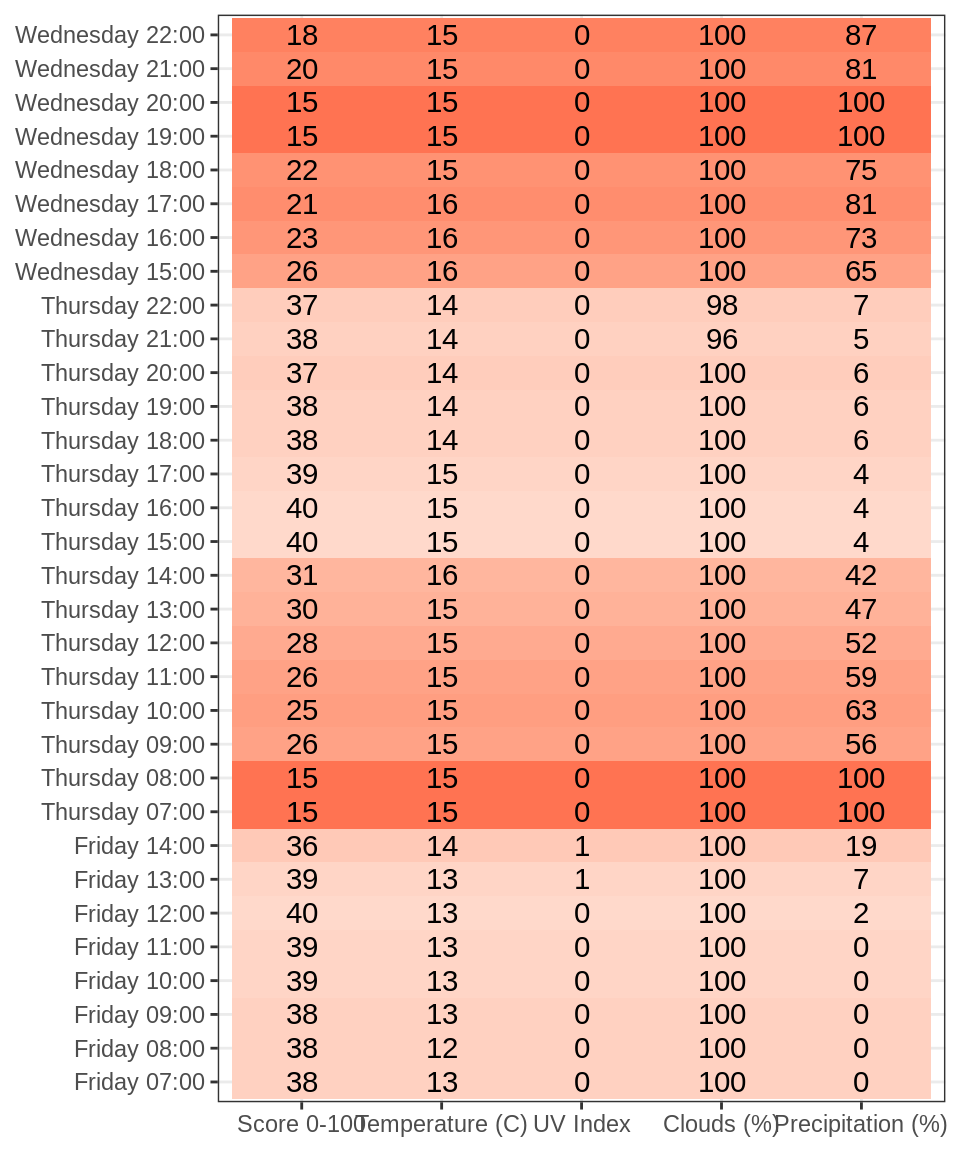 Wednesday 22:00 18 15 0 100 87
Wednesday 21:00 20 15 0 100 81
Wednesday 20:00 15 15 0 100 100
Wednesday 19:00 15 15 0 100 100
Wednesday 18:00 22 15 0 100 75
Wednesday 17:00 21 16 0 100 81
Wednesday 16:00 23 16 0 100 73
Wednesday 15:00 26 16 0 100 65
Thursday 22:00 37 14 0 98 7
Thursday 21:00 38 14 0 96 5
Thursday 20:00 37 14 0 100 6
Thursday 19:00 38 14 0 100 6
Thursday 18:00 38 14 0 100 6
Thursday 17:00 39 15 0 100 4
Thursday 16:00 40 15 0 100 4
Thursday 15:00 40 15 0 100 4
Thursday 14:00 31 16 0 100 42
Thursday 13:00 30 15 0 100 47
Thursday 12:00 28 15 0 100 52
Thursday 11:00 26 15 0 100 59
Thursday 10:00 25 15 0 100 63
Thursday 09:00 26 15 0 100 56
Thursday 08:00 15 15 0 100 100
Thursday 07:00 15 15 0 100 100
Friday 14:00 36 14 1 100 19
Friday 13:00 39 13 1 100 7
Friday 12:00 40 13 0 100 2
Friday 11:00 39 13 0 100 0
Friday 10:00 39 13 0 100 0
Friday 09:00 38 13 0 100 0
Friday 08:00 38 12 0 100 0
Friday 07:00 38 13 0 100 0
Score 0-100 Temperature (C) UV Index Clouds (%) Precipitation (%)